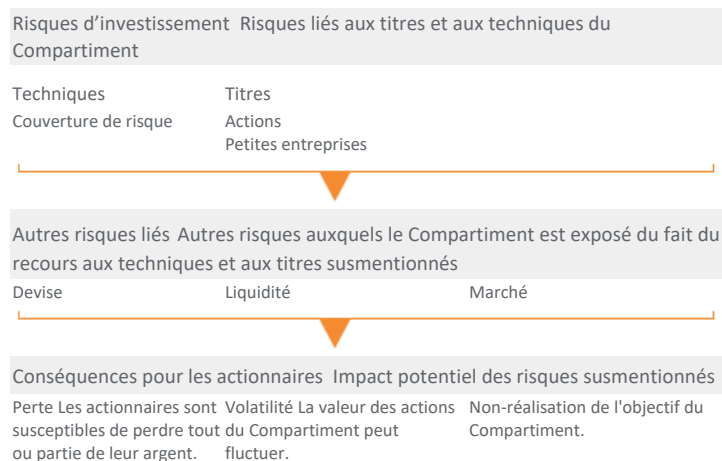 Risques d’investissement Risques liés aux titres et aux techniques du
Compartiment
Techniques Titres
Couverture de risque Actions
Petites entreprises
Autres risques liés Autres risques auxquels le Compartiment est exposé du fait du
recours aux techniques et aux titres susmentionnés
Devise Liquidité Marché
Conséquences pour les actionnaires Impact potentiel des risques susmentionnés
Perte Les actionnaires sont Volatilité La valeur des actions Non-réalisation de l'objectif du
susceptibles de perdre tout du Compartiment peut Compartiment.
ou partie de leur argent. fluctuer.